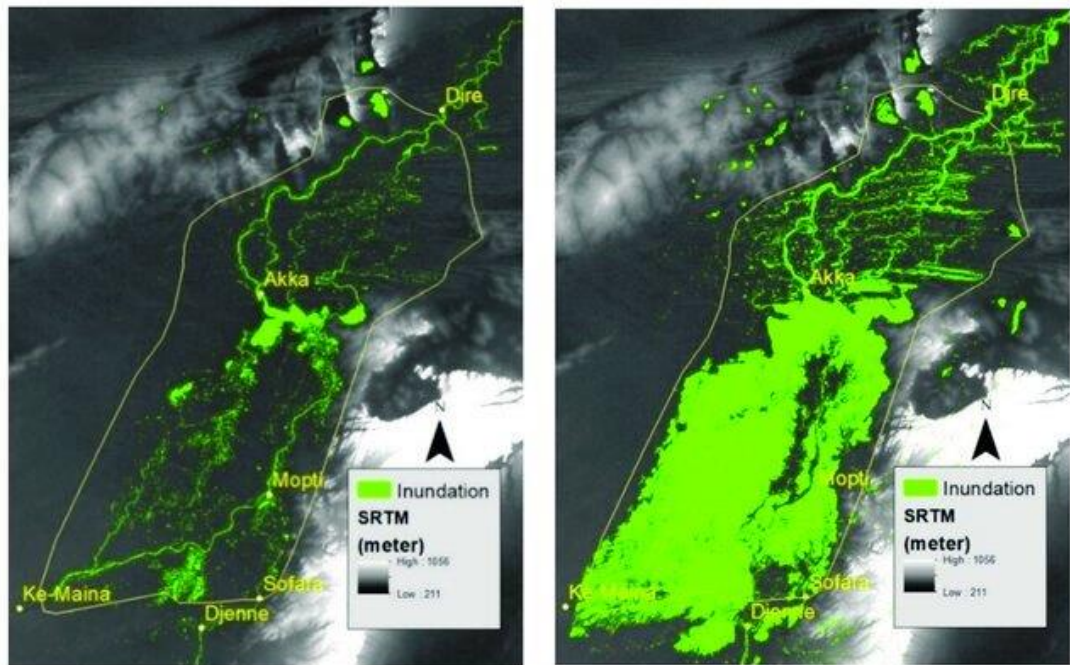 Dire
Akka
Mopti
Ke-Maina
Sofara
Djenne
N
Inundation
SRTM
(meter)
High : 1056
Low : 211
Dire
Akka
Mopti
Ke-Maina
Sofara
Djenne
N
Inundation
SRTM
(meter)
High : 1056
Low : 211